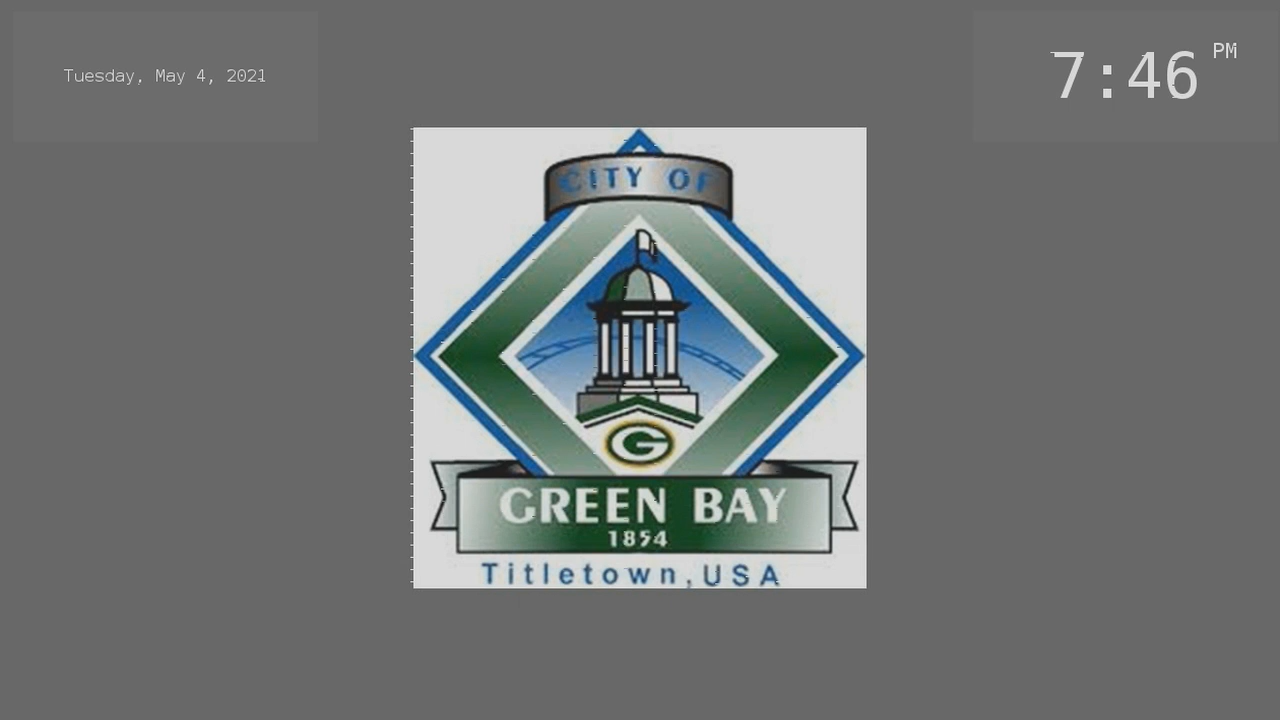 Tuesday, May 4, 2021
7:46 PM
CITY OF
G
GREEN BAY
1854
Titletown, USA